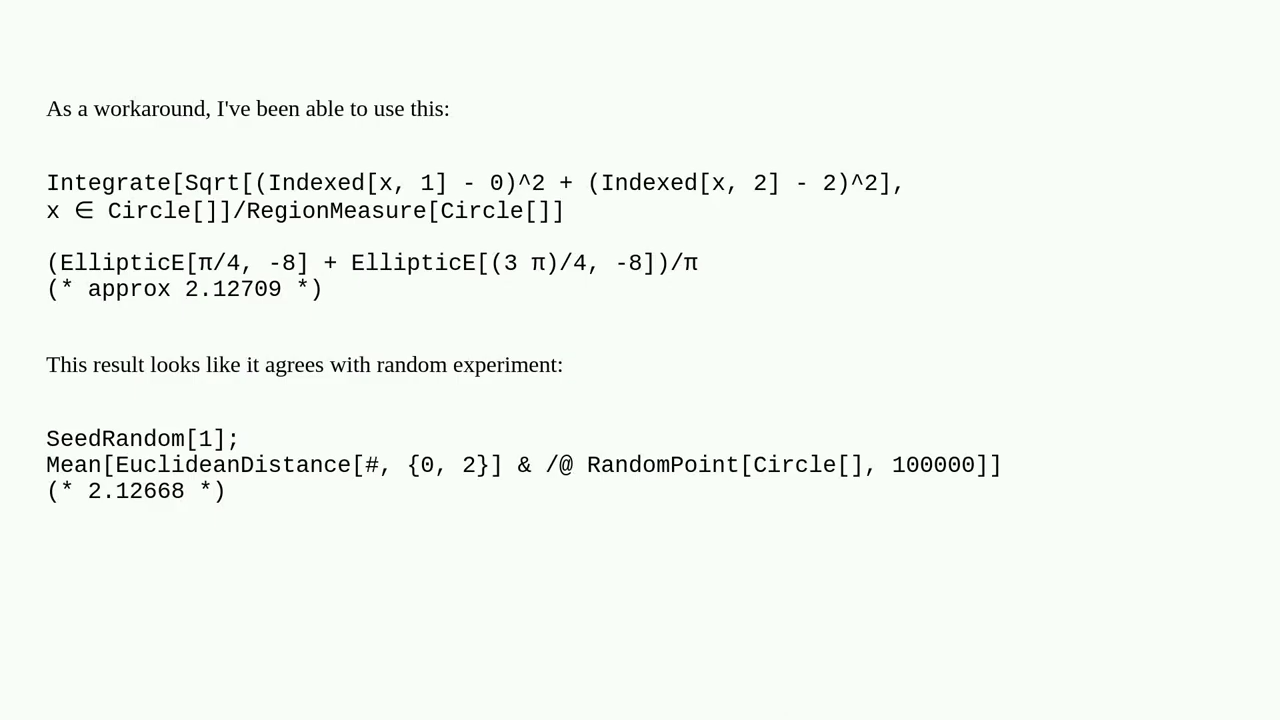 As a workaround, I've been able to use this:
Integrate[Sqrt[(Indexed[x, 1] - 0)^2 + (Indexed[x, 2] - 2)^2],
x ∈ Circle[]]/RegionMeasure[Circle[]]
(EllipticE[π/4, -8] + EllipticE[(3 π)/4, -8])/π
(* approx 2.12709 *)
This result looks like it agrees with random experiment:
SeedRandom[1];
Mean[EuclideanDistance[#, {0, 2}] & /@ RandomPoint[Circle[], 100000]]
(* 2.12668 *)